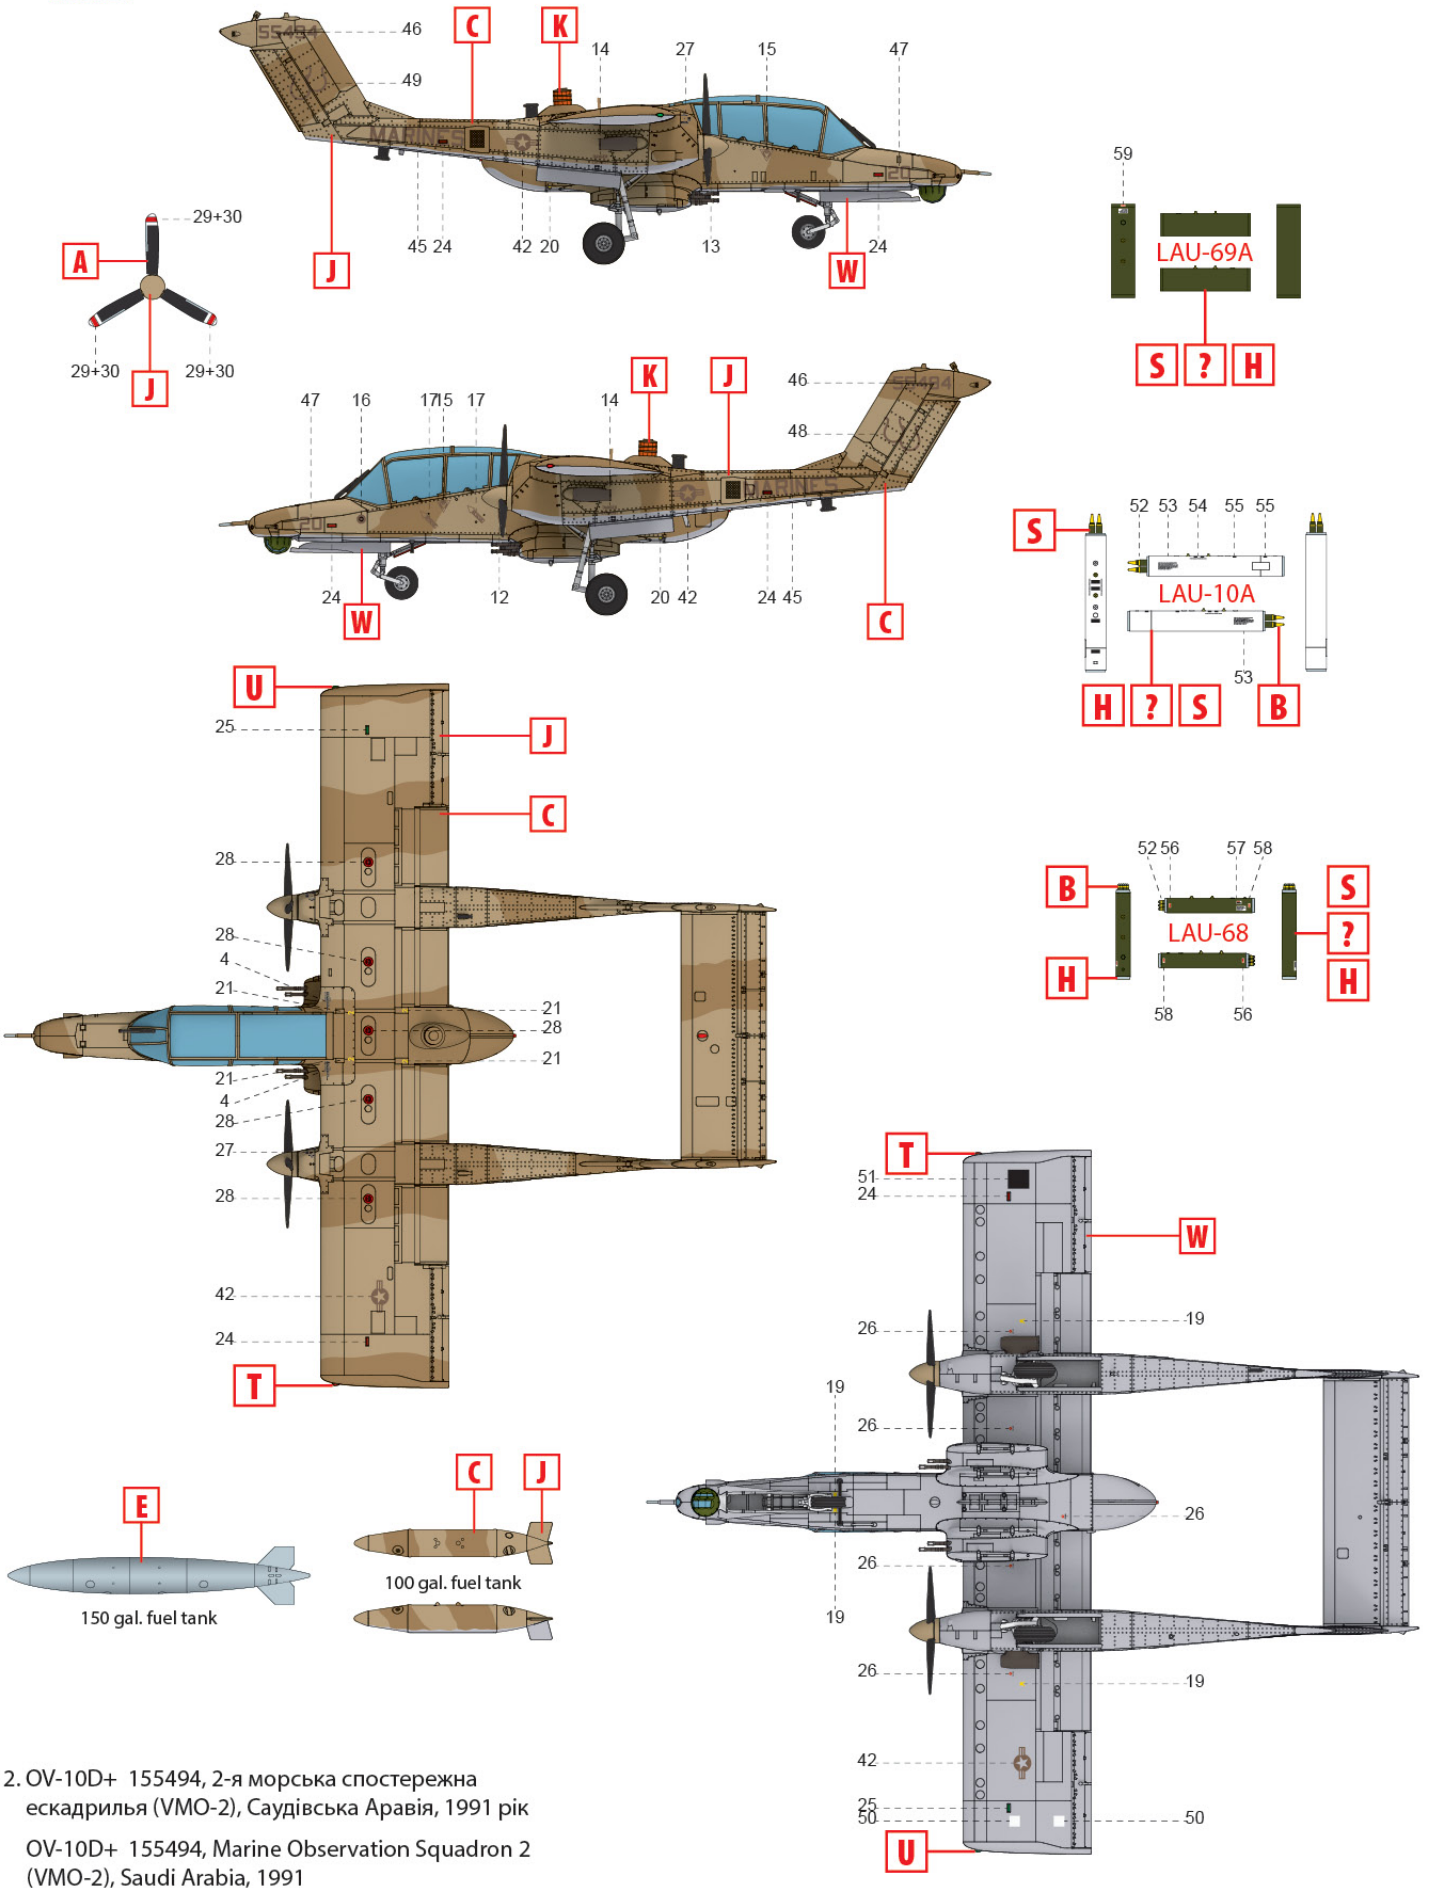 46 C K 14 27 15 47
49
55494
MARINES
20
45 24 J 42 20 13 W 24
59
LAU-69A
S ? H
29+30
A
29+30 J 29+30
47 16 17 15 17 14 K J 46
48
55494
MARINES
20
24 W 12 20 42 24 45 C
S 52 53 54 55 55
LAU-10A
53
H ? S B
U
25 J
C
28
28
4
21 21
28
21 21
4
28
27
28
42
24
T
B 52 56 57 58 S
LAU-68 ?
H 58 56 H
T
51
24
W
26 19
19
26
26
26
19
26 19
42
25
50 50
U
E C J
100 gal. fuel tank
150 gal. fuel tank
2. OV-10D+ 155494, 2-я морська спостережна
ескадрилья (VMO-2), Саудівська Аравія, 1991 рік
OV-10D+ 155494, Marine Observation Squadron 2
(VMO-2), Saudi Arabia, 1991